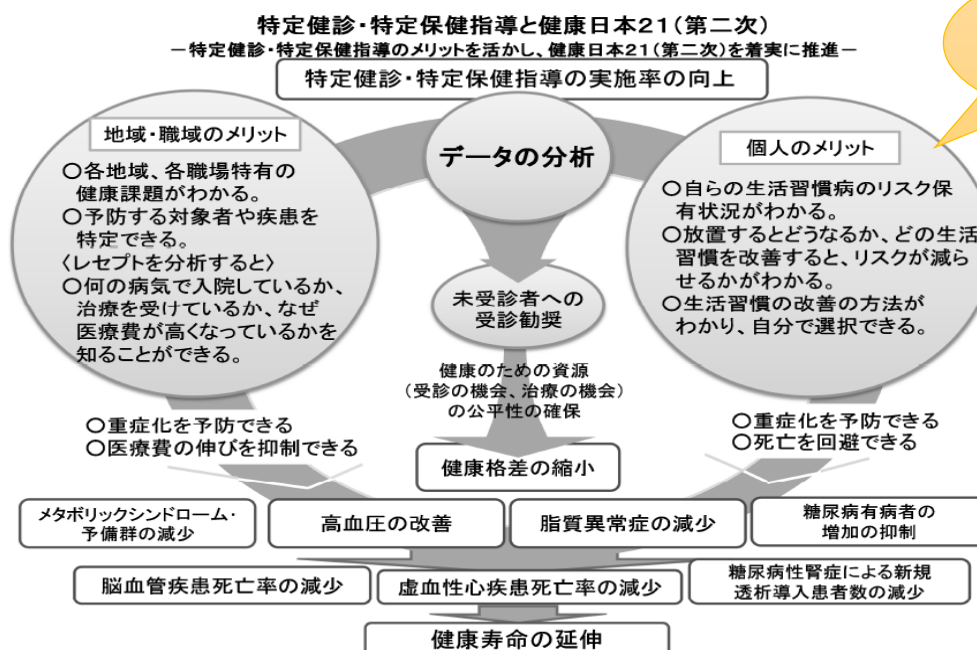 特定健診・特定保健指導と健康日本21(第二次)
－特定健診・特定保健指導のメリットを活かし、健康日本21(第二次)を着実に推進－
特定健診・特定保健指導の実施率の向上
地域・職域のメリット
○各地域、各職場特有の
健康課題がわかる。
○予防する対象者や疾患を
特定できる。
〈レセプトを分析すると〉
○何の病気で入院しているか、
治療を受けているか、なぜ
医療費が高くなっているかを
知ることができる。
データの分析
個人のメリット
○自らの生活習慣病のリスク保
有状況がわかる。
○放置するとどうなるか、どの生活
習慣を改善すると、リスクが減ら
せるかがわかる。
○生活習慣の改善の方法が
わかり、自分で選択できる。
未受診者への
受診勧奨
健康のための資源
(受診の機会、治療の機会)
の公平性の確保
○重症化を予防できる
○医療費の伸びを抑制できる
○重症化を予防できる
○死亡を回避できる
健康格差の縮小
メタボリックシンドローム・
予備群の減少
高血圧の改善
脂質異常症の減少
糖尿病有病者の
増加の抑制
脳血管疾患死亡率の減少
虚血性心疾患死亡率の減少
糖尿病性腎症による新規
透析導入患者数の減少
健康寿命の延伸